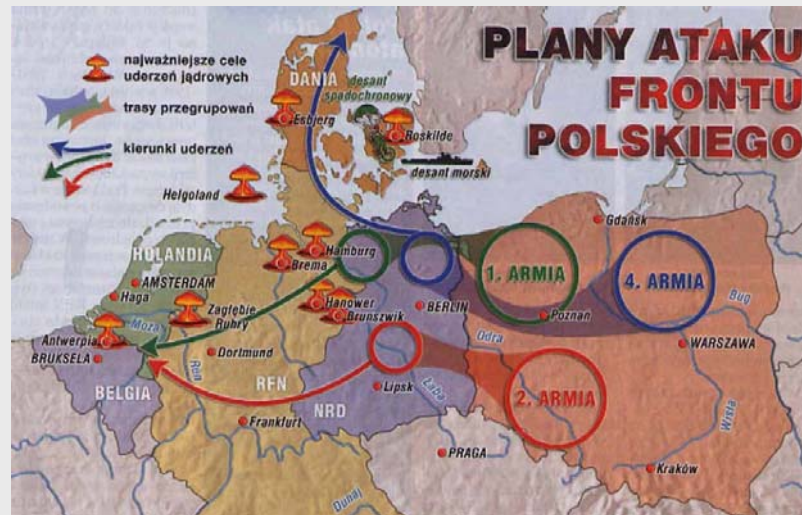 PLANY ATAKU
FRONTU
POLSKIEGO
najważniejsze cele
uderzeń jądrowych
trasy przegrupowań
kierunki uderzeń
DANIA
desant
spadochronowy
Esbjerg
Roskilde
desant morski
Helgoland
Gdańsk
HOLANDIA
Hamburg
Brema
1. ARMIA
4. ARMIA
AMSTERDAM
Haga
Hanower
Brunszwik
BERLIN
Poznań
Bug
Zagłębie
Ruhry
Moza
Antwerpia
BRUKSELA
Dortmund
Odra
WARSZAWA
Ren
BELGIA
RFN
NRD
Lipsk
Łaba
2. ARMIA
Wisła
Frankfurt
PRAGA
Kraków
Dunaj